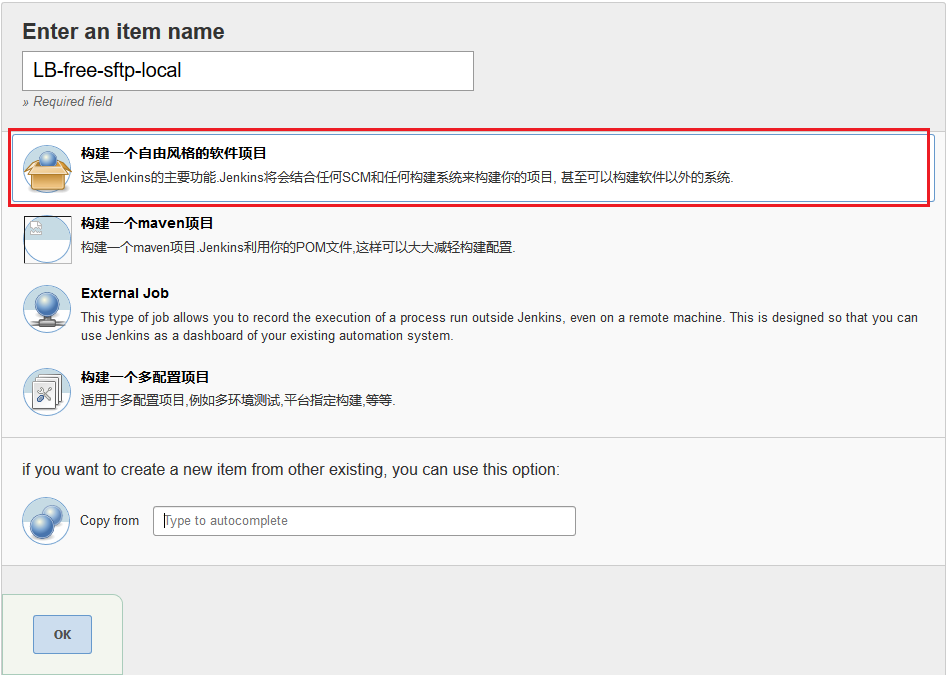 Enter an item name
LB-free-sftp-local
» Required field
构建一个自由风格的软件项目
这是Jenkins的主要功能.Jenkins将会结合任何SCM和任何构建系统来构建你的项目, 甚至可以构建软件以外的系统.
构建一个maven项目
构建一个maven项目.Jenkins利用你的POM文件,这样可以大大减轻构建配置.
External Job
This type of job allows you to record the execution of a process run outside Jenkins, even on a remote machine. This is designed so that you can
use Jenkins as a dashboard of your existing automation system.
构建一个多配置项目
适用于多配置项目,例如多环境测试,平台指定构建,等等.
if you want to create a new item from other existing, you can use this option:
Copy from
Type to autocomplete
OK